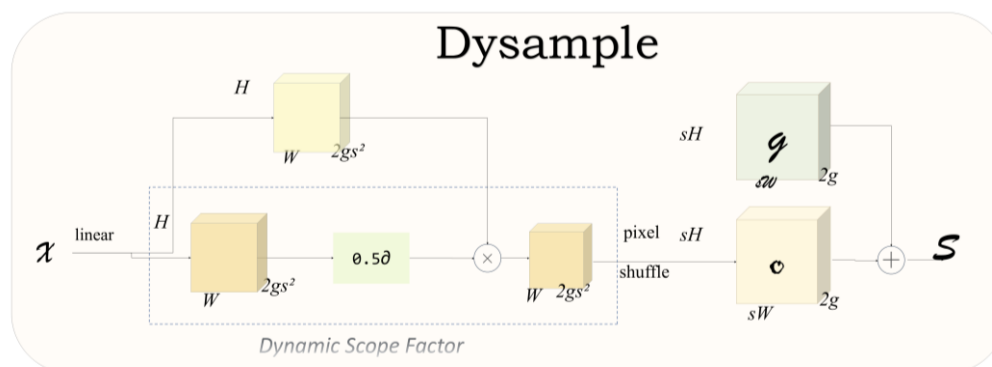 Dysample
H
W
2gs²
sH
g
sW
2g
x
linear
H
W
2gs²
0.5∂
×
W
2gs²
pixel
shuffle
sH
o
sW
2g
+
S
Dynamic Scope Factor